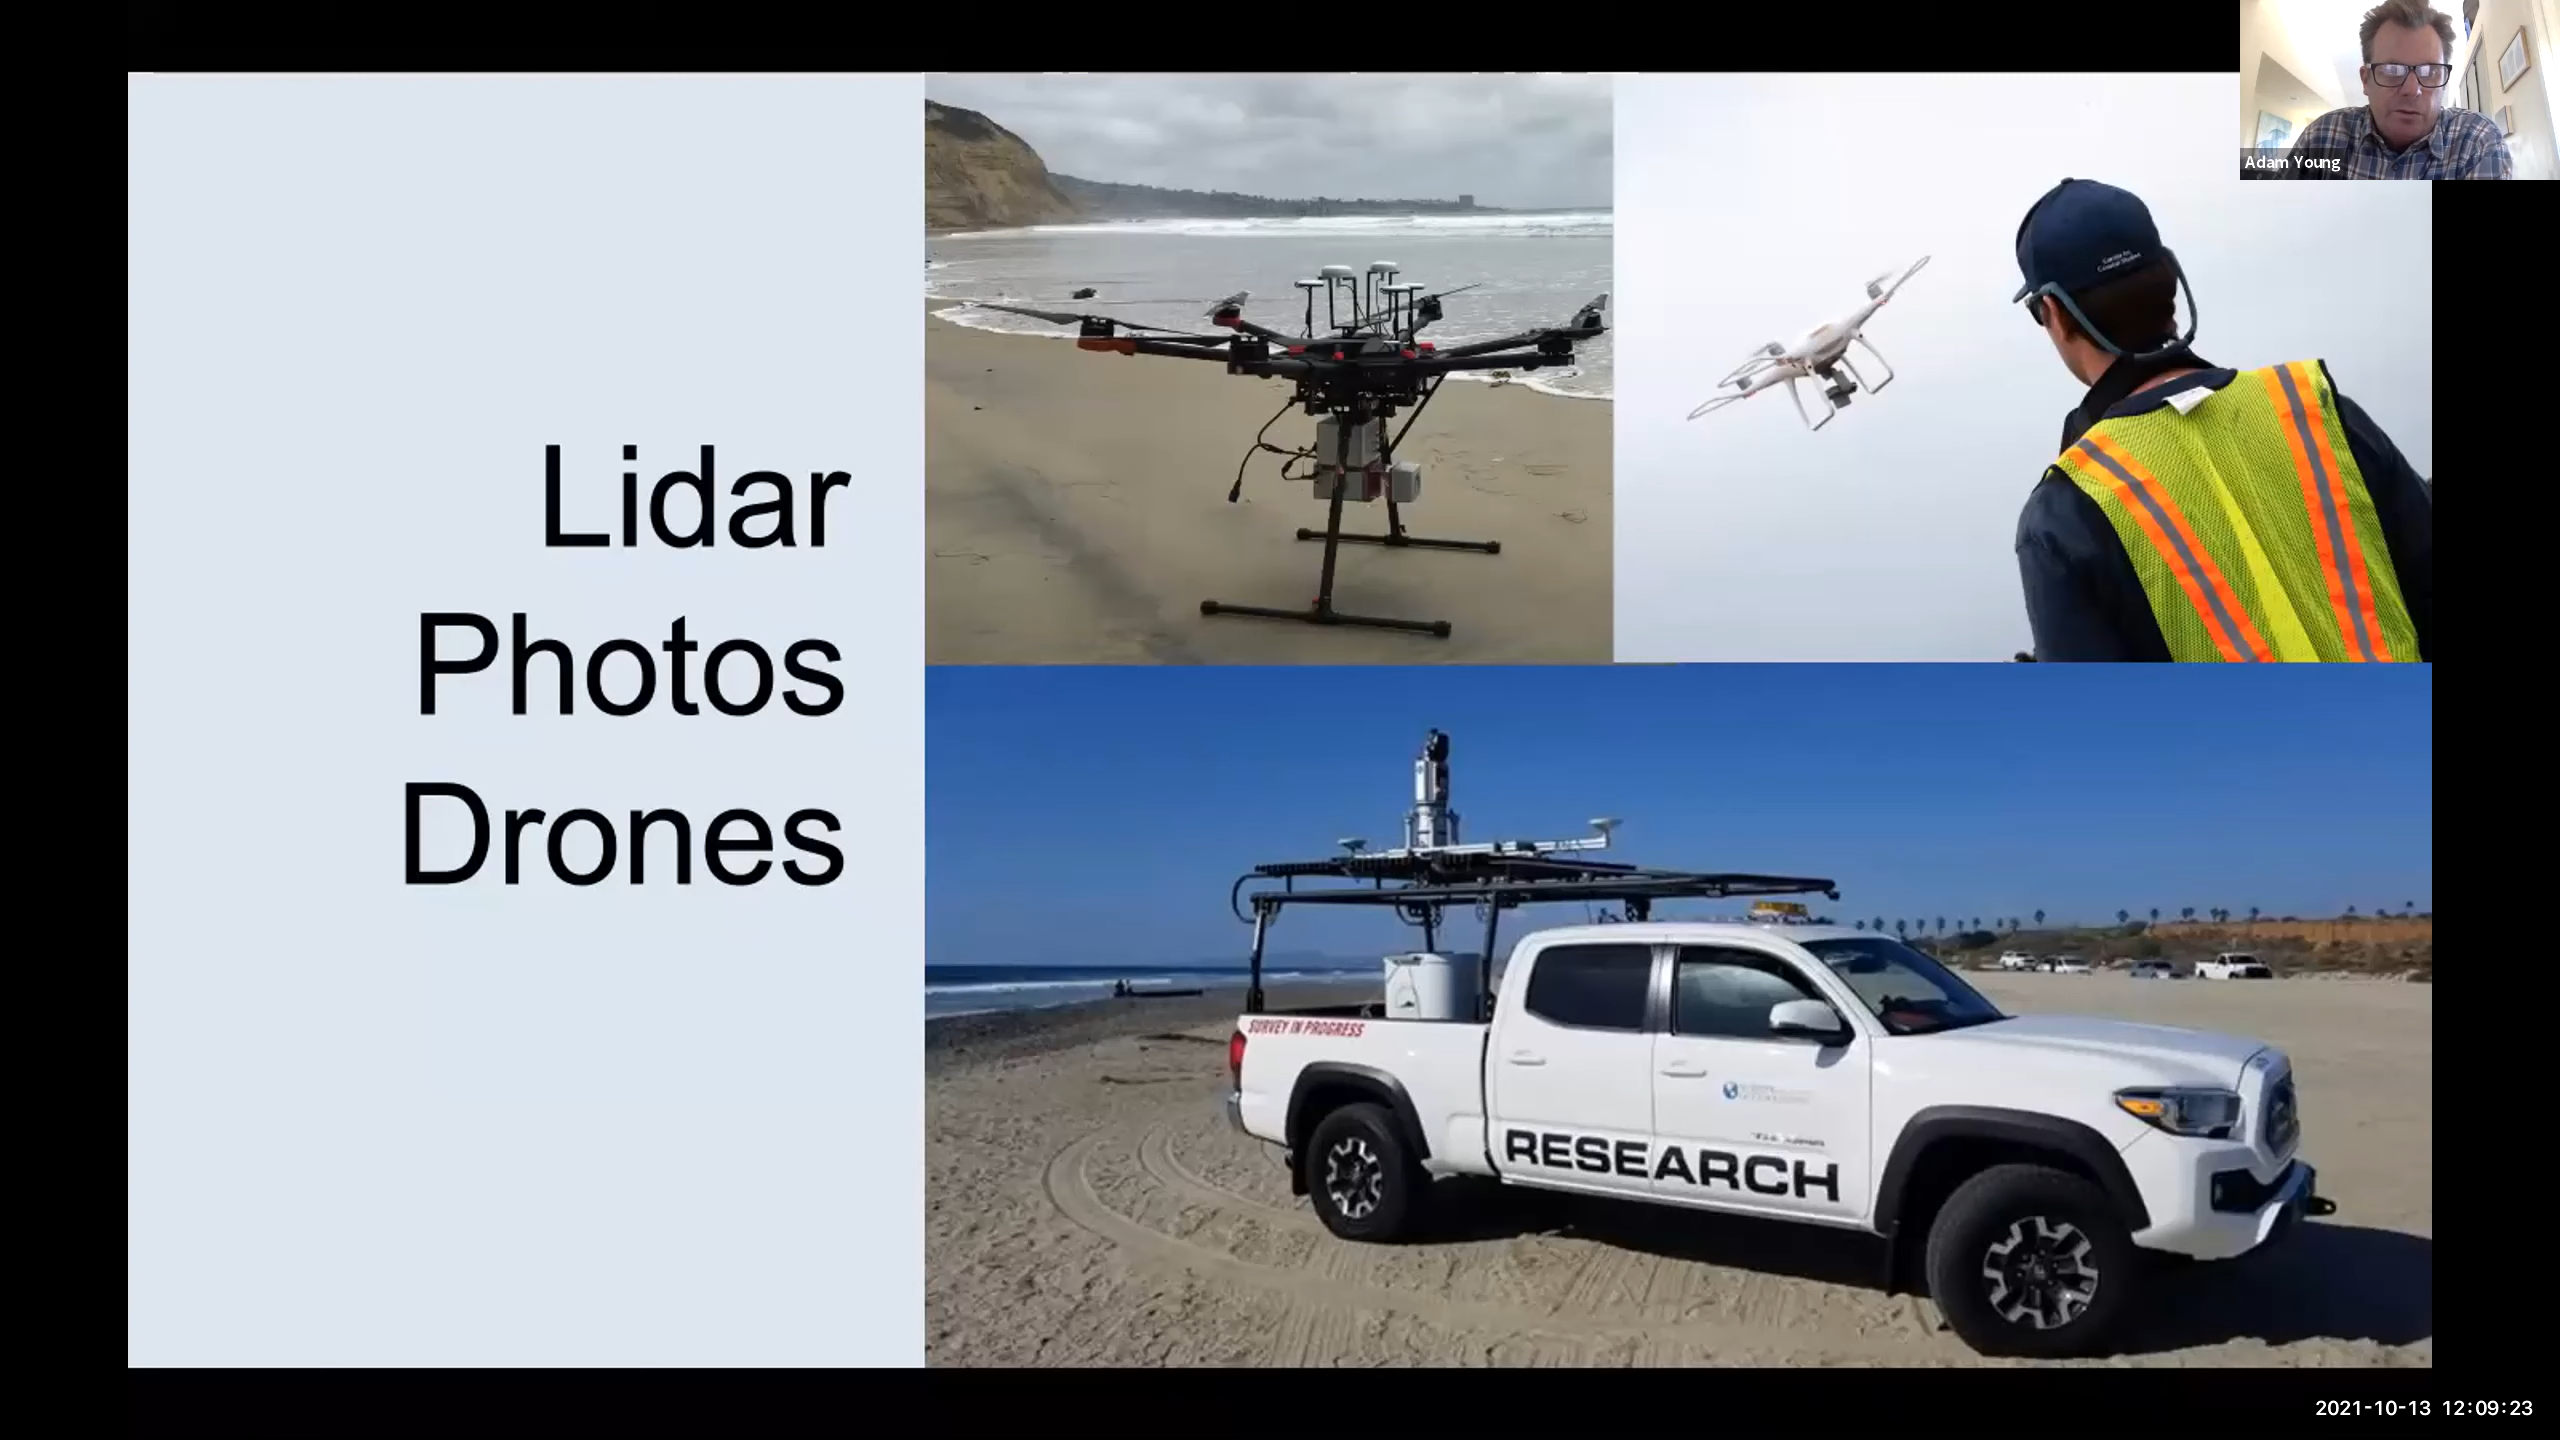 Adam Young
Lidar
Photos
Drones
SURVEY IN PROGRESS
RESEARCH
2021-10-13 12:09:23